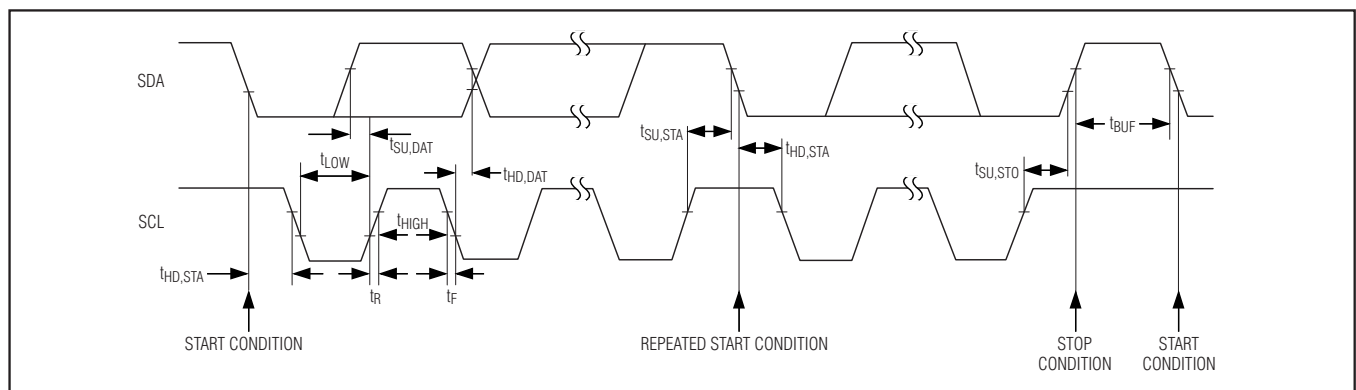 SDA
tSU,DAT
tLOW
tHD,DAT
tSU,STA
tHD,STA
tBUF
tSU,STO
SCL
tHIGH
tHD,STA
tR
tF
START CONDITION
REPEATED START CONDITION
STOP
CONDITION
START
CONDITION